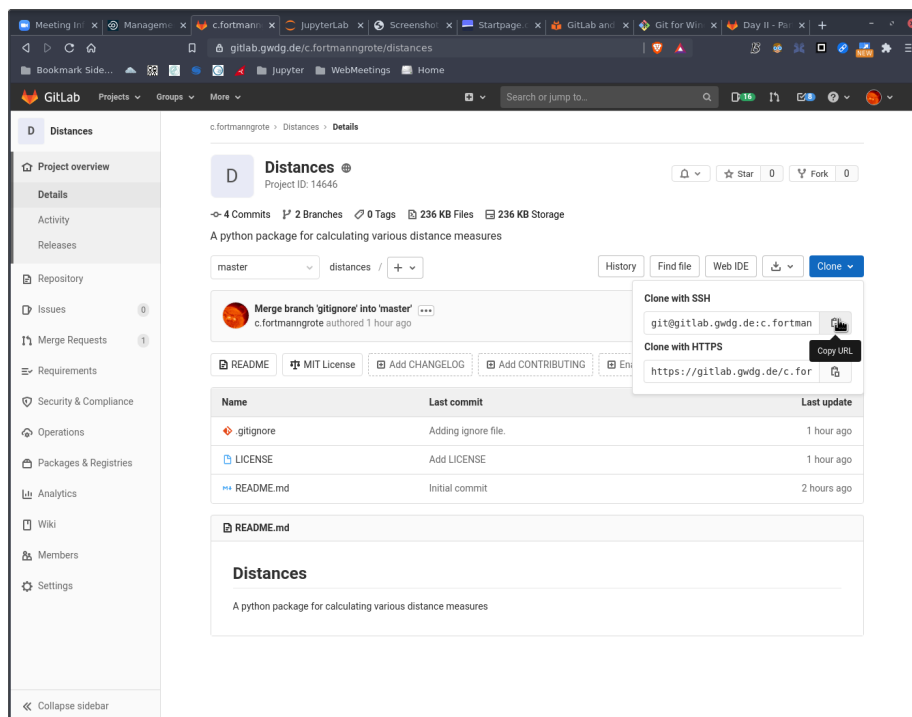 Meeting In
Manageme
c.fortmann
JupyterLab
Screenshot
Startpage.c
GitLab and
Git for Win
Day II - Pa
gitlab.gwdg.de/c.fortmanngrote/distances
NEW
Bookmark Side...
Jupyter
WebMeetings
Home
GitLab Projects Groups More Search or jump to... 16 8
D Distances
c.fortmanngrote > Distances > Details
Project overview
Details
Activity
Releases
Repository
Issues 0
Merge Requests 1
Requirements
Security & Compliance
Operations
Packages & Registries
Analytics
Wiki
Members
Settings
Collapse sidebar
D
Distances
Project ID: 14646
Star 0 Fork 0
4 Commits 2 Branches 0 Tags 236 KB Files 236 KB Storage
A python package for calculating various distance measures
master distances / + History Find file Web IDE Clone
Merge branch 'gitignore' into 'master' ...
c.fortmanngrote authored 1 hour ago
Clone with SSH
git@gitlab.gwdg.de:c.fortman
Copy URL
Clone with HTTPS
https://gitlab.gwdg.de/c.for
README MIT License Add CHANGELOG Add CONTRIBUTING
Name Last commit Last update
.gitignore Adding ignore file. 1 hour ago
LICENSE Add LICENSE 1 hour ago
README.md Initial commit 2 hours ago
README.md
Distances
A python package for calculating various distance measures